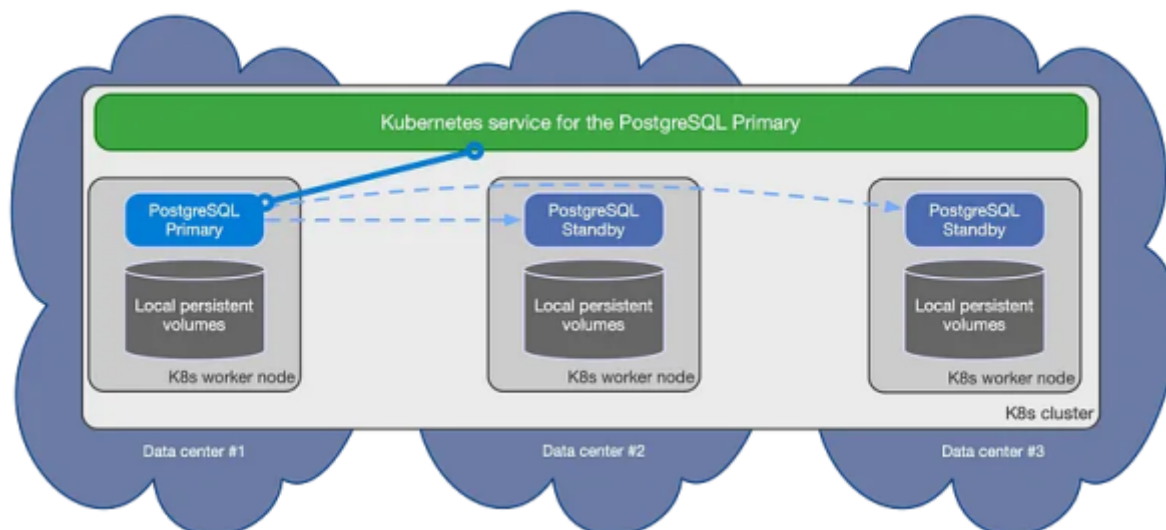 Kubernetes service for the PostgreSQL Primary
PostgreSQL
Primary
Local persistent
volumes
K8s worker node
PostgreSQL
Standby
Local persistent
volumes
K8s worker node
PostgreSQL
Standby
Local persistent
volumes
K8s worker node
K8s cluster
Data center #1
Data center #2
Data center #3